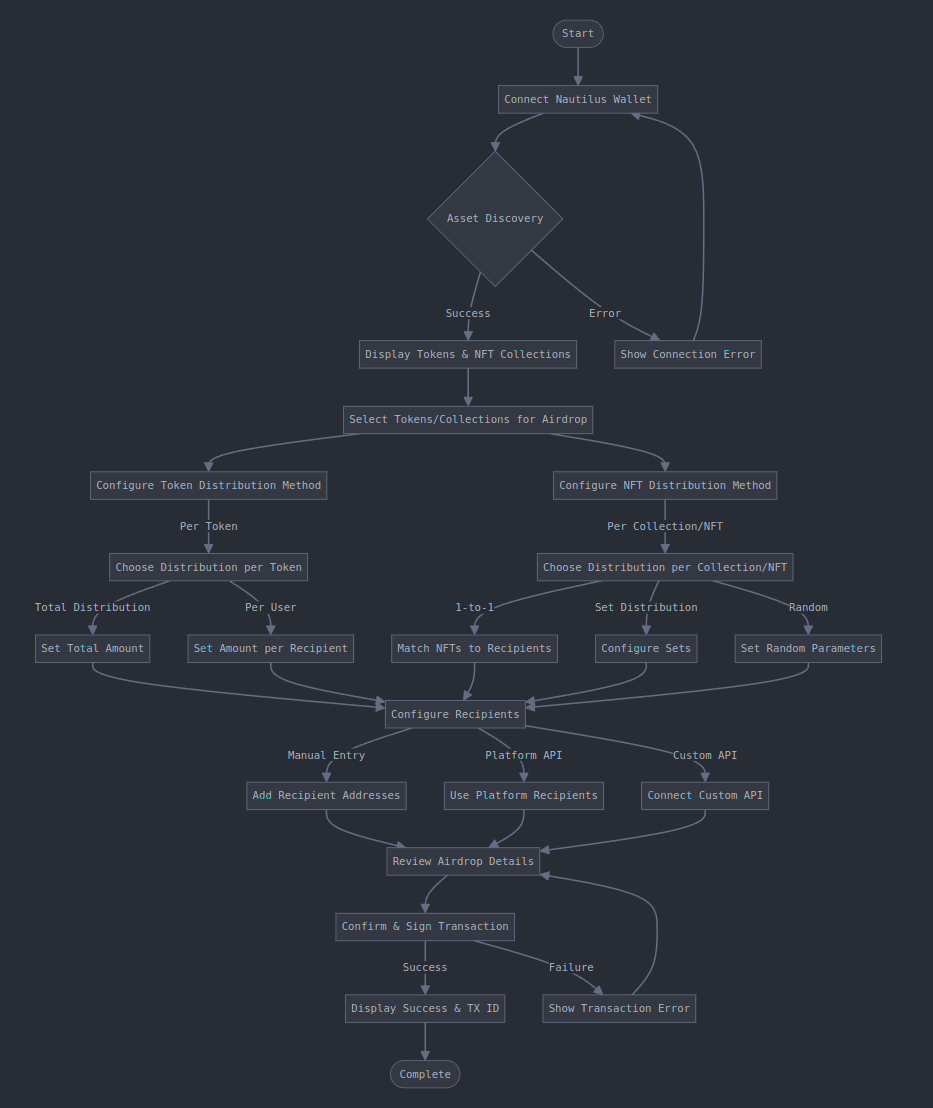 Start
Connect Nautilus Wallet
Asset Discovery
Success
Error
Display Tokens & NFT Collections
Show Connection Error
Select Tokens/Collections for Airdrop
Configure Token Distribution Method
Configure NFT Distribution Method
Per Token
Per Collection/NFT
Choose Distribution per Token
Choose Distribution per Collection/NFT
Total Distribution
Per User
1-to-1
Set Distribution
Random
Set Total Amount
Set Amount per Recipient
Match NFTs to Recipients
Configure Sets
Set Random Parameters
Configure Recipients
Manual Entry
Platform API
Custom API
Add Recipient Addresses
Use Platform Recipients
Connect Custom API
Review Airdrop Details
Confirm & Sign Transaction
Success
Failure
Display Success & TX ID
Show Transaction Error
Complete